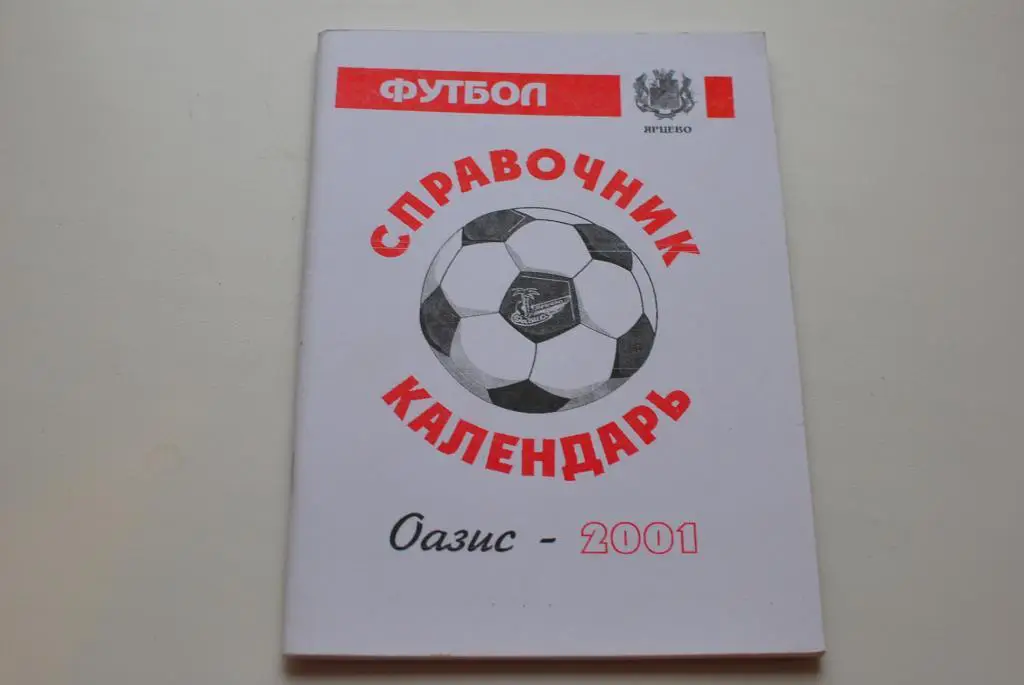 ФУТБОЛ
ЯРЦЕВО
СПРАВОЧНИК
КАЛЕНДАРЬ
Оазис - 2001